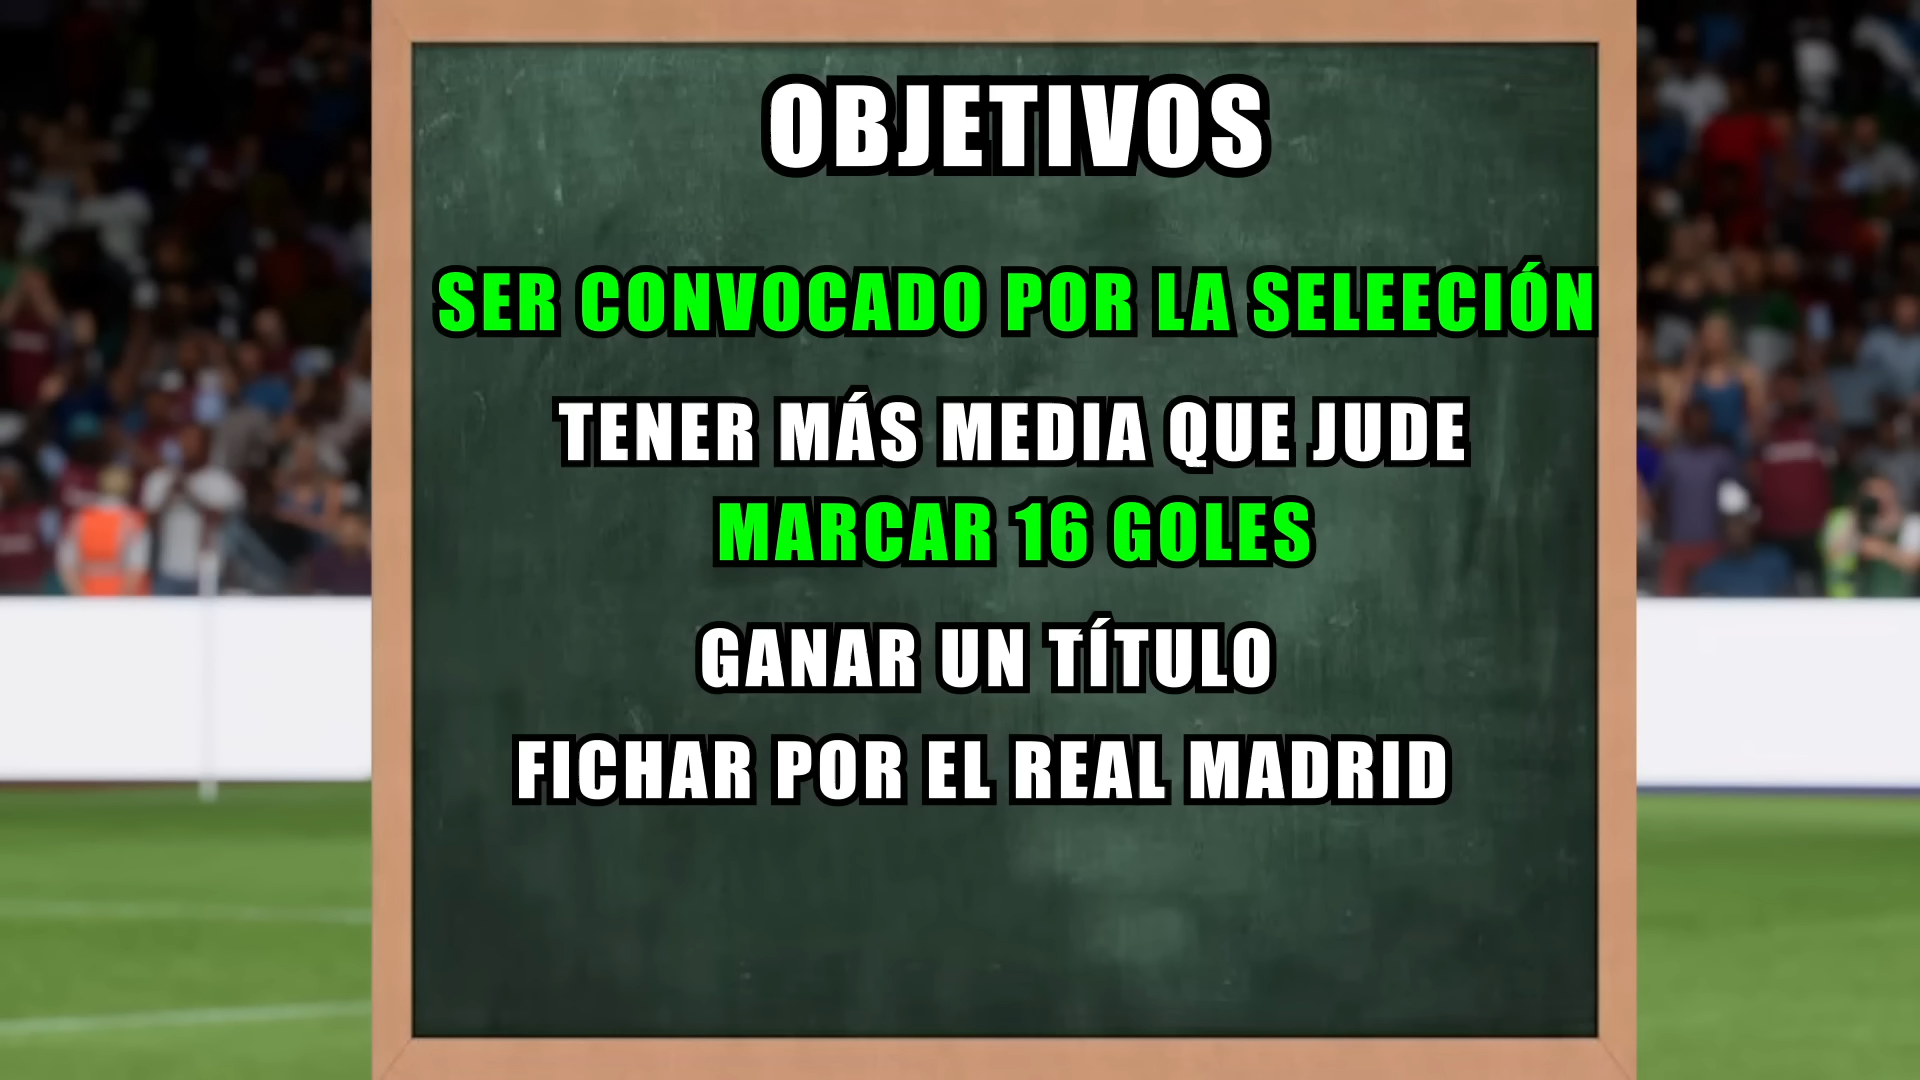 OBJETIVOS
SER CONVOCADO POR LA SELEECIÓN
TENER MÁS MEDIA QUE JUDE
MARCAR 16 GOLES
GANAR UN TÍTULO
FICHAR POR EL REAL MADRID